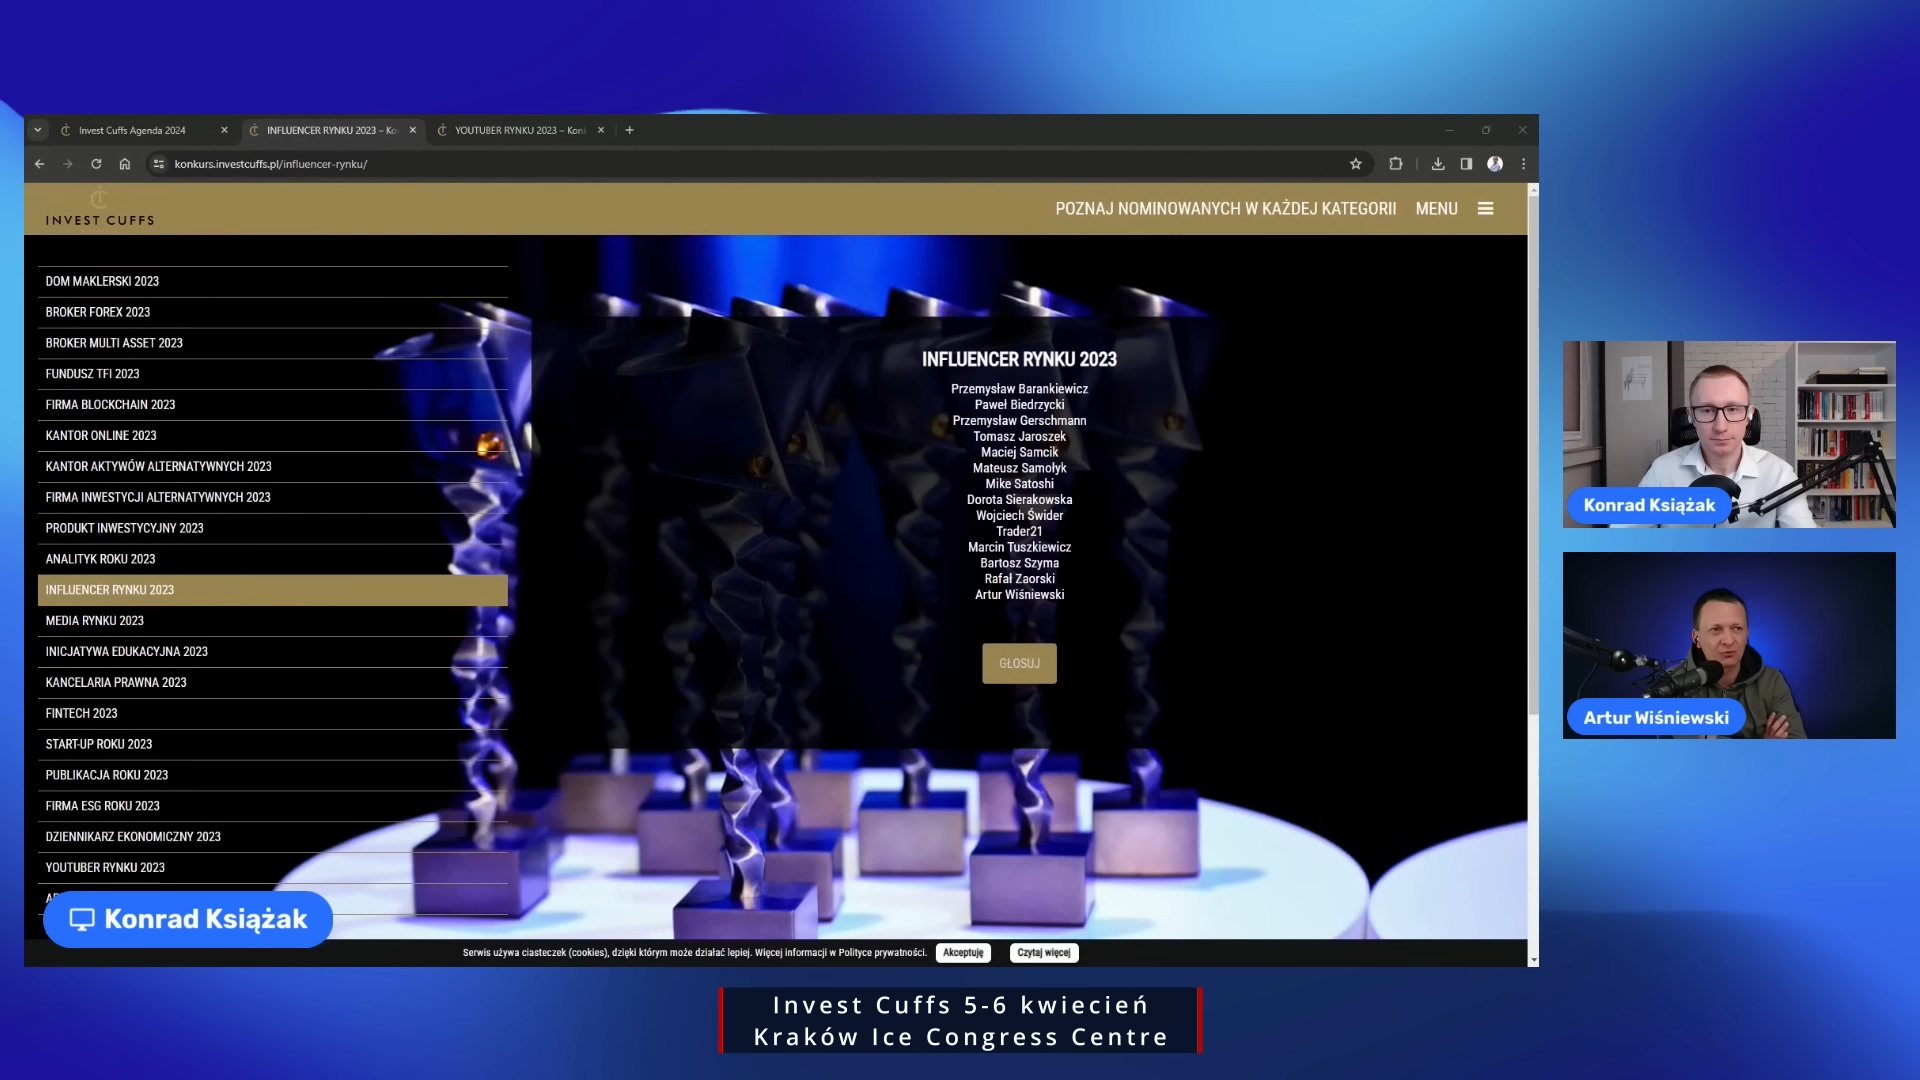 Invest Cuffs Agenda 2024
INFLUENCER RYNKU 2023 – Ko
YOUTUBER RYNKU 2023 – Kon
konkurs.investcuffs.pl/influencer-rynku/
INVEST CUFFS
POZNAJ NOMINOWANYCH W KAŻDEJ KATEGORII
MENU
DOM MAKLERSKI 2023
BROKER FOREX 2023
BROKER MULTI ASSET 2023
FUNDUSZ TFI 2023
FIRMA BLOCKCHAIN 2023
KANTOR ONLINE 2023
KANTOR AKTYWÓW ALTERNATYWNYCH 2023
FIRMA INWESTYCJI ALTERNATYWNYCH 2023
PRODUKT INWESTYCYJNY 2023
ANALITYK ROKU 2023
INFLUENCER RYNKU 2023
MEDIA RYNKU 2023
INICJATYWA EDUKACYJNA 2023
KANCELARIA PRAWNA 2023
FINTECH 2023
START-UP ROKU 2023
PUBLIKACJA ROKU 2023
FIRMA ESG ROKU 2023
DZIENNIKARZ EKONOMICZNY 2023
YOUTUBER RYNKU 2023
INFLUENCER RYNKU 2023
Przemysław Barankiewicz
Paweł Biedrzycki
Przemysław Gerschmann
Tomasz Jaroszek
Maciej Samcik
Mateusz Samołyk
Mike Satoshi
Dorota Sierakowska
Wojciech Świder
Trader21
Marcin Tuszkiewicz
Bartosz Szyma
Rafał Zaorski
Artur Wiśniewski
GŁOSUJ
Serwis używa ciasteczek (cookies), dzięki którym może działać lepiej. Więcej informacji w Polityce prywatności.
Akceptuję
Czytaj więcej
Konrad Książak
Konrad Książak
Artur Wiśniewski
Invest Cuffs 5-6 kwiecień
Kraków Ice Congress Centre